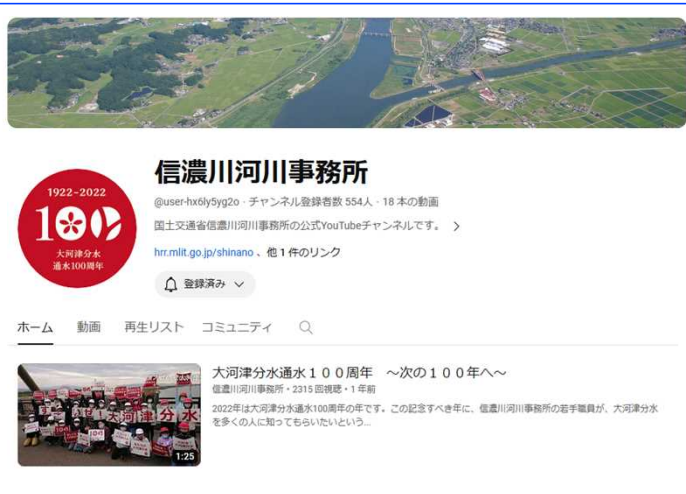 信濃川河川事務所
@user-hx6ly5yg2o · チャンネル登録者数 554人 · 18 本の動画
国土交通省信濃川河川事務所の公式YouTubeチャンネルです。
hrr.mlit.go.jp/shinano 、他 1 件のリンク
登録済み
1922-2022
100
大河津分水
通水100周年
ホーム 動画 再生リスト コミュニティ
大河津分水通水１００周年　～次の１００年へ～
信濃川河川事務所・2315 回視聴・1 年前
2022年は大河津分水通水100周年の年です。この記念すべき年に、信濃川河川事務所の若手職員が、大河津分水
を多くの人に知ってもらいたいという...
大河津分水
1:25